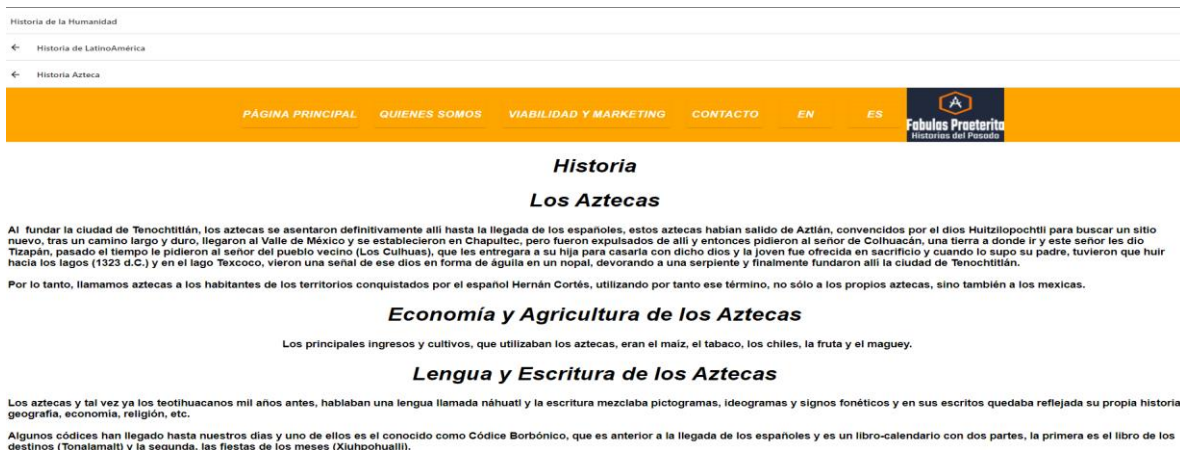 Historia de la Humanidad
← Historia de LatinoAmérica
← Historia Azteca
PÁGINA PRINCIPAL QUIENES SOMOS VIABILIDAD Y MARKETING CONTACTO EN ES
Fabulas Praeterita
Historias del Pasado
Historia
Los Aztecas
Al fundar la ciudad de Tenochtitlán, los aztecas se asentaron definitivamente allí hasta la llegada de los españoles, estos aztecas habían salido de Aztlán, convencidos por el dios Huitzilopochtli para buscar un sitio
nuevo, tras un camino largo y duro, llegaron al Valle de México y se establecieron en Chapultec, pero fueron expulsados de allí y entonces pidieron al señor de Colhuacán, una tierra a donde ir y este señor les dio
Tizapán, pasado el tiempo le pidieron al señor del pueblo vecino (Los Culhuas), que les entregara a su hija para casarla con dicho dios y la joven fue ofrecida en sacrificio y cuando lo supo su padre, tuvieron que huir
hacia los lagos (1323 d.C.) y en el lago Texcoco, vieron una señal de ese dios en forma de águila en un nopal, devorando a una serpiente y finalmente fundaron allí la ciudad de Tenochtitlán.
Por lo tanto, llamamos aztecas a los habitantes de los territorios conquistados por el español Hernán Cortés, utilizando por tanto ese término, no sólo a los propios aztecas, sino también a los mexicas.
Economía y Agricultura de los Aztecas
Los principales ingresos y cultivos, que utilizaban los aztecas, eran el maíz, el tabaco, los chiles, la fruta y el maguey.
Lengua y Escritura de los Aztecas
Los aztecas y tal vez ya los teotihuacanos mil años antes, hablaban una lengua llamada náhuatl y la escritura mezclaba pictogramas, ideogramas y signos fonéticos y en sus escritos quedaba reflejada su propia historia
geografía, economía, religión, etc.
Algunos códices han llegado hasta nuestros días y uno de ellos es el conocido como Códice Borbónico, que es anterior a la llegada de los españoles y es un libro-calendario con dos partes, la primera es el libro de los
destinos (Tonalamalt) y la segunda, las fiestas de los meses (Xiuhpohualli).